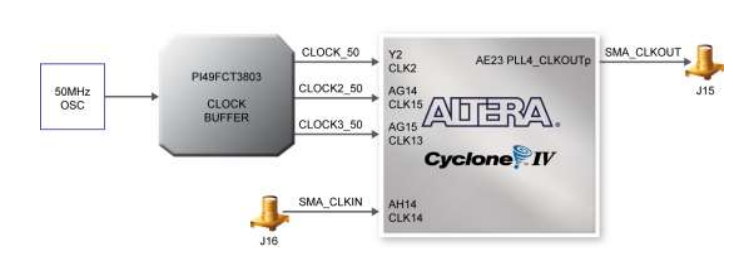 50MHz
OSC
PI49FCT3803
CLOCK
BUFFER
CLOCK_50
CLOCK2_50
CLOCK3_50
SMA_CLKIN
J16
Y2
CLK2
AG14
CLK15
AG15
CLK13
AH14
CLK14
AE23 PLL4_CLKOUTp
ALTERA.
Cyclone IV
SMA_CLKOUT
J15